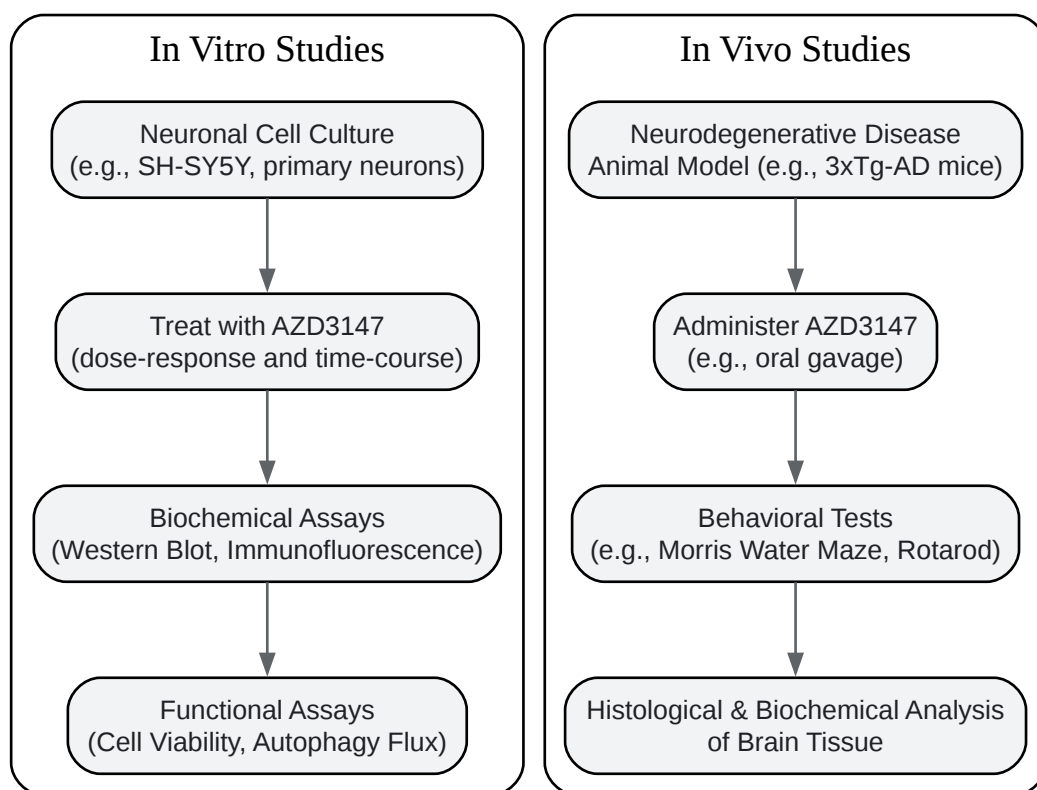 In Vitro Studies
Neuronal Cell Culture
(e.g., SH-SY5Y, primary neurons)
Treat with AZD3147
(dose-response and time-course)
Biochemical Assays
(Western Blot, Immunofluorescence)
Functional Assays
(Cell Viability, Autophagy Flux)
In Vivo Studies
Neurodegenerative Disease
Animal Model (e.g., 3xTg-AD mice)
Administer AZD3147
(e.g., oral gavage)
Behavioral Tests
(e.g., Morris Water Maze, Rotarod)
Histological & Biochemical Analysis
of Brain Tissue